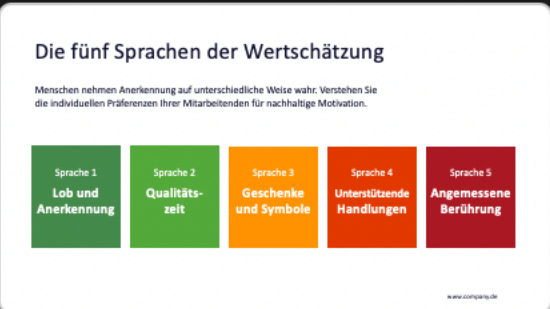 Die fünf Sprachen der Wertschätzung
Menschen nehmen Anerkennung auf unterschiedliche Weise wahr. Verstehen Sie
die individuellen Präferenzen Ihrer Mitarbeitenden für nachhaltige Motivation.
Sprache 1
Lob und
Anerkennung
Sprache 2
Qualitäts-
zeit
Sprache 3
Geschenke
und Symbole
Sprache 4
Unterstützende
Handlungen
Sprache 5
Angemessene
Berührung
www.company.de